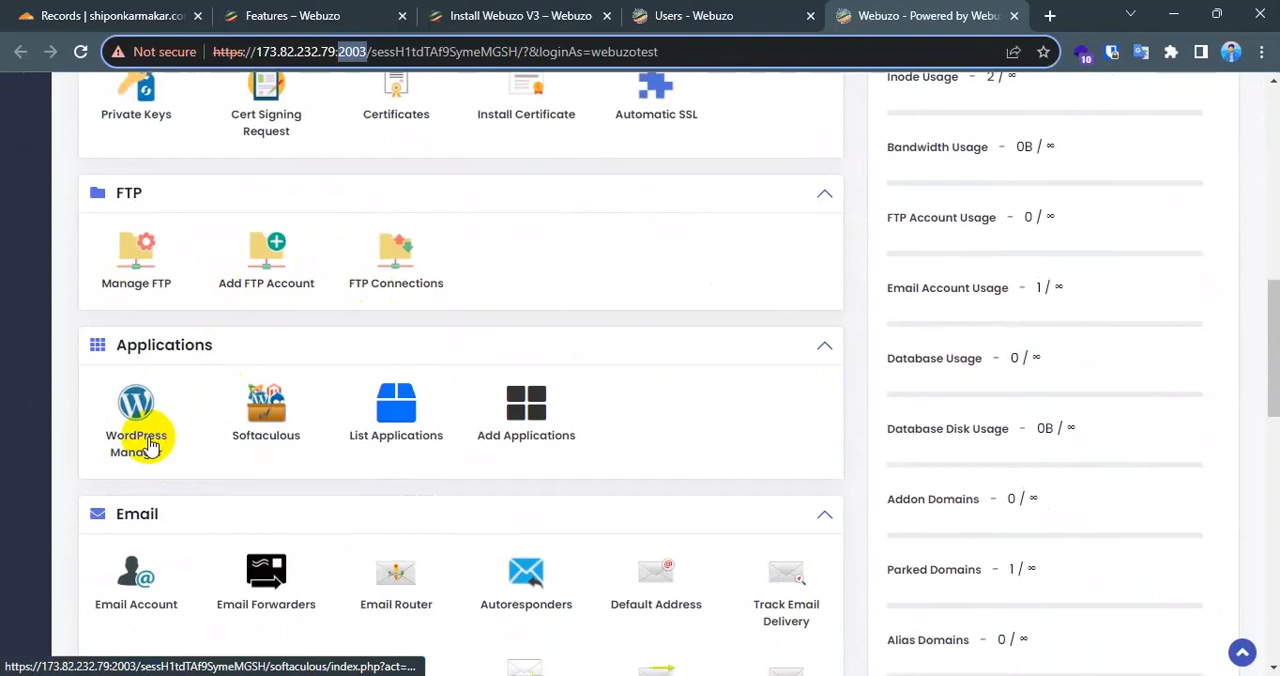 Records | shiponkarmakar.co
Features – Webuzo
Install Webuzo V3 – Webuzo
Users - Webuzo
Webuzo - Powered by Webu
Not secure
https://173.82.232.79:2003/sessH1tdTAf9SymeMGSH/?&loginAs=webuzotest
10
Private Keys
Cert Signing
Request
Certificates
Install Certificate
Automatic SSL
FTP
Manage FTP
Add FTP Account
FTP Connections
Applications
WordPress
Manager
Softaculous
List Applications
Add Applications
Email
Email Account
Email Forwarders
Email Router
Autoresponders
Default Address
Track Email
Delivery
Inode Usage - 2 / ∞
Bandwidth Usage - 0B / ∞
FTP Account Usage - 0 / ∞
Email Account Usage - 1 / ∞
Database Usage - 0 / ∞
Database Disk Usage - 0B / ∞
Addon Domains - 0 / ∞
Parked Domains - 1 / ∞
Alias Domains - 0 / ∞
https://173.82.232.79:2003/sessH1tdTAf9SymeMGSH/softaculous/index.php?act=...